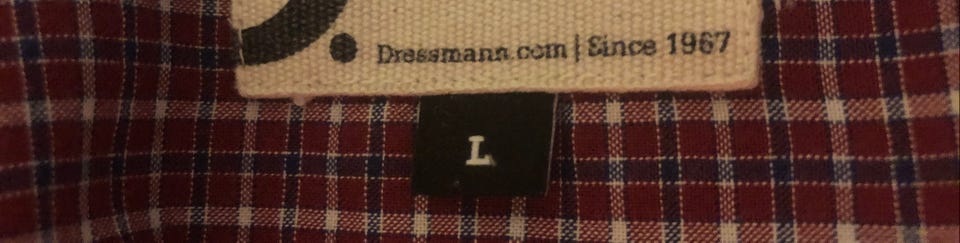 Dressmann.com | Since 1967
L